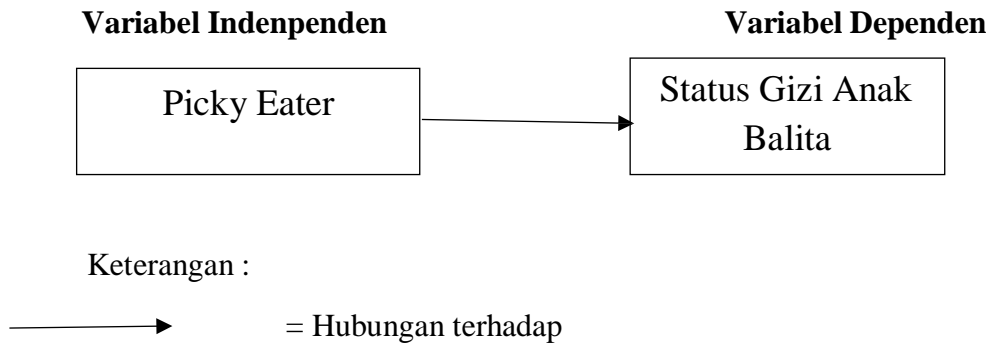 Variabel Indenpenden
Variabel Dependen
Picky Eater
Status Gizi Anak
Balita
Keterangan :
= Hubungan terhadap